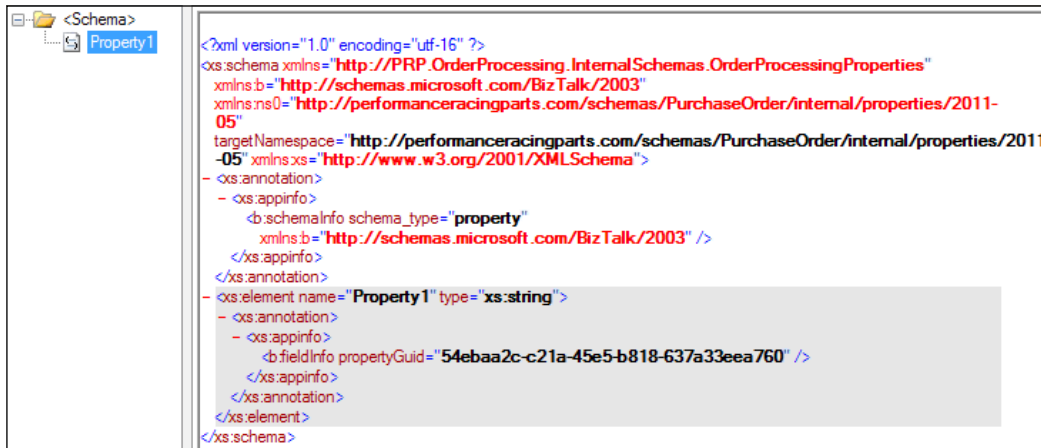 <Schema>
Property1
<?xml version="1.0" encoding="utf-16" ?>
<xs:schema xmlns="http://PRP.OrderProcessing.InternalSchemas.OrderProcessingProperties"
xmlns:b="http://schemas.microsoft.com/BizTalk/2003"
xmlns:ns0="http://performanceracingparts.com/schemas/PurchaseOrder/internal/properties/2011-
05"
targetNamespace="http://performanceracingparts.com/schemas/PurchaseOrder/internal/properties/2011
-05" xmlns:xs="http://www.w3.org/2001/XMLSchema">
- <xs:annotation>
- <xs:appinfo>
<b:schemaInfo schema_type="property"
xmlns:b="http://schemas.microsoft.com/BizTalk/2003" />
</xs:appinfo>
</xs:annotation>
- <xs:element name="Property1" type="xs:string">
- <xs:annotation>
- <xs:appinfo>
<b:fieldInfo propertyGuid="54ebaa2c-c21a-45e5-b818-637a33eea760" />
</xs:appinfo>
</xs:annotation>
</xs:element>
</xs:schema>